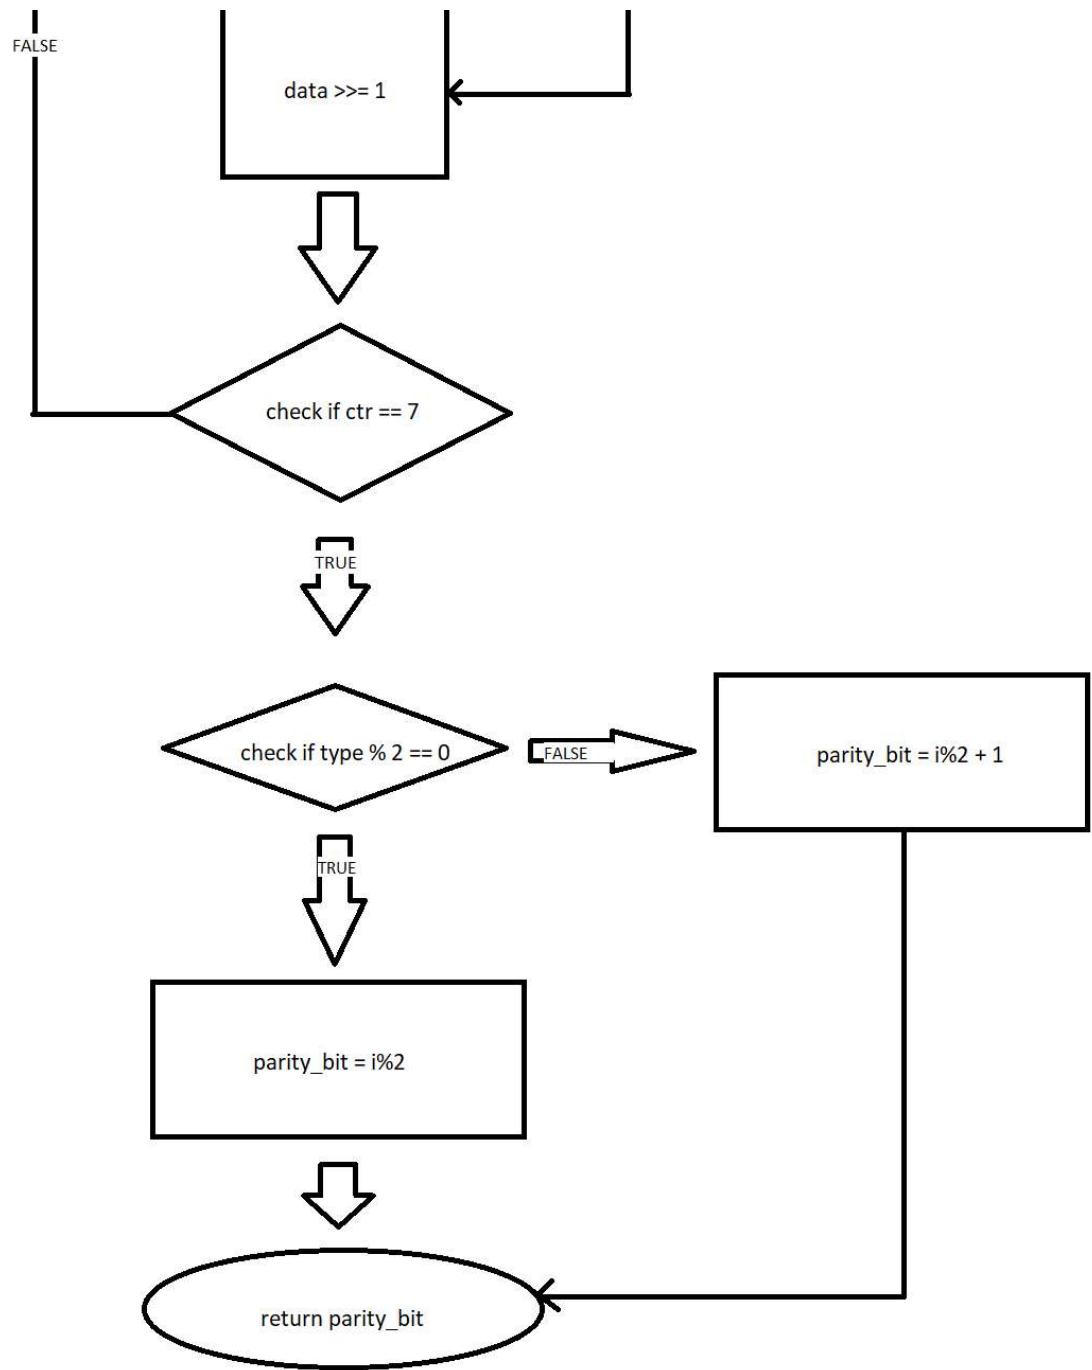 FALSE
data >>= 1
check if ctr == 7
TRUE
check if type % 2 == 0
FALSE
parity_bit = i%2 + 1
TRUE
parity_bit = i%2
return parity_bit